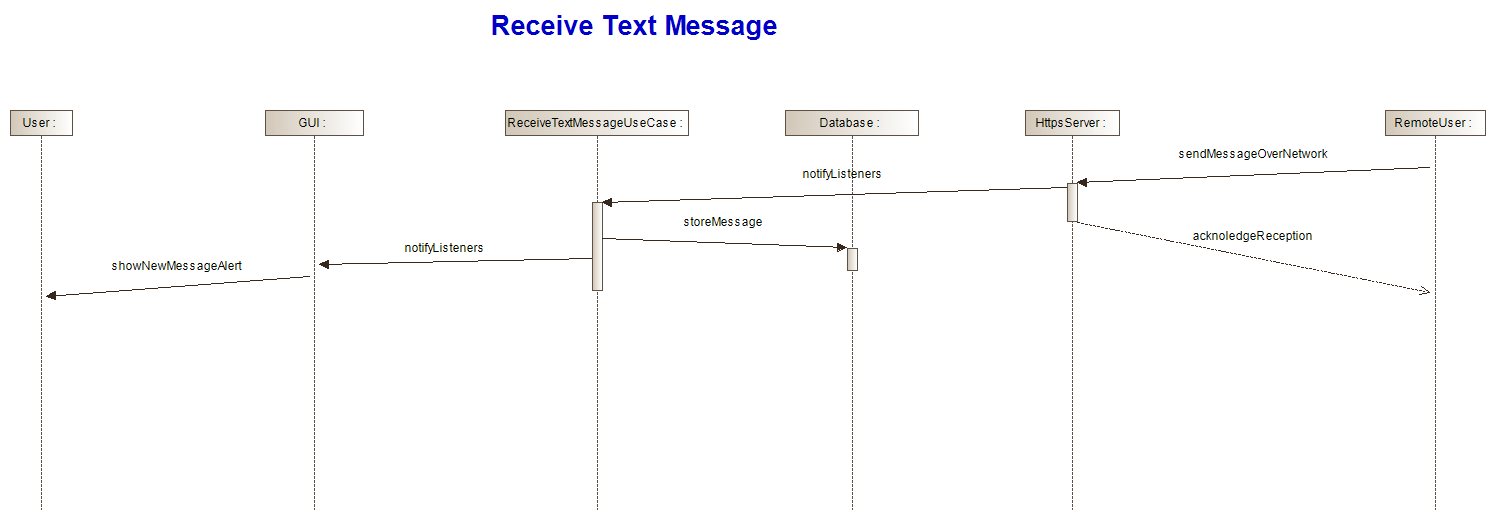 Receive Text Message
User :
GUI :
ReceiveTextMessageUseCase :
Database :
HttpsServer :
RemoteUser :
sendMessageOverNetwork
notifyListeners
storeMessage
acknoledgeReception
notifyListeners
showNewMessageAlert